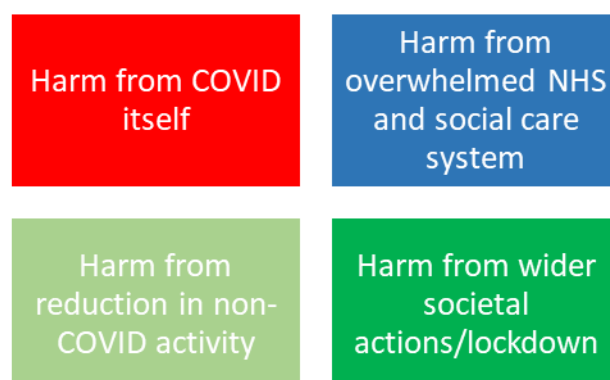 Harm from COVID
itself
Harm from
overwhelmed NHS
and social care
system
Harm from
reduction in non-
COVID activity
Harm from wider
societal
actions/lockdown